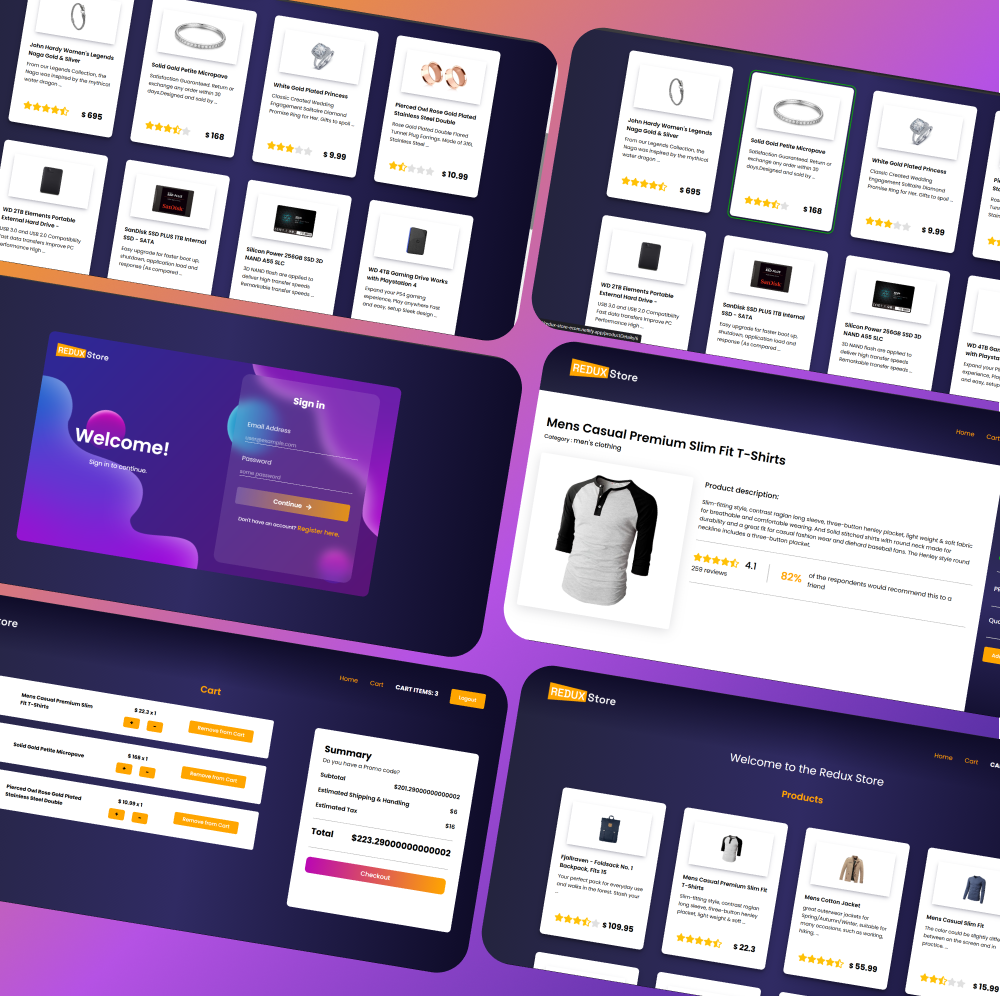 John Hardy Women's Legends
Naga Gold & Silver
From our Legends Collection, the
Naga was inspired by the mythical
water dragon ...
$ 695
Solid Gold Petite Micropave
Satisfaction Guaranteed. Return or
exchange any order within 30
days.Designed and sold by ...
$ 168
White Gold Plated Princess
Classic Created Wedding
Engagement Solitaire Diamond
Promise Ring for Her. Gifts to spoil ...
$ 9.99
Pierced Owl Rose Gold Plated
Stainless Steel Double
Rose Gold Plated Double Flared
Tunnel Plug Earrings. Made of 316L
Stainless Steel ...
$ 10.99
WD 2TB Elements Portable
External Hard Drive -
USB 3.0 and USB 2.0 Compatibility
Fast data transfers Improve PC
Performance High ...
SanDisk
SanDisk SSD PLUS 1TB Internal
SSD - SATA
Easy upgrade for faster boot up,
shutdown, application load and
response (As compared ...
Silicon Power 256GB SSD 3D
NAND A55 SLC
3D NAND flash are applied to
deliver high transfer speeds
Remarkable transfer speeds ...
WD 4TB Gaming Drive Works
with Playstation 4
Expand your PS4 gaming
experience, Play anywhere Fast
and easy, setup Sleek design ...
John Hardy Women's Legends
Naga Gold & Silver
From our Legends Collection, the
Naga was inspired by the mythical
water dragon ...
$ 695
Solid Gold Petite Micropave
Satisfaction Guaranteed. Return or
exchange any order within 30
days.Designed and sold by ...
$ 168
White Gold Plated Princess
Classic Created Wedding
Engagement Solitaire Diamond
Promise Ring for Her. Gifts to spoil ...
$ 9.99
WD 2TB Elements Portable
External Hard Drive -
USB 3.0 and USB 2.0 Compatibility
Fast data transfers Improve PC
Performance High ...
SanDisk
SanDisk SSD PLUS 1TB Internal
SSD - SATA
Easy upgrade for faster boot up,
shutdown, application load and
response (As compared ...
Silicon Power 256GB SSD 3D
NAND A55 SLC
3D NAND flash are applied to
deliver high transfer speeds
Remarkable transfer speeds ...
WD 4TB Gam
with Playsta
Expand your PS
experience, Play
and easy, setup
REDUX Store
Welcome!
Sign in to continue.
Sign in
Email Address
user@example.com
Password
some password
Continue →
Don't have an account? Register here.
REDUX Store
Home
Cart
Mens Casual Premium Slim Fit T-Shirts
Category : men's clothing
Product description:
Slim-fitting style, contrast raglan long sleeve, three-button henley placket, light weight & soft fabric
for breathable and comfortable wearing. And Solid stitched shirts with round neck made for
durability and a great fit for casual fashion wear and diehard baseball fans. The Henley style round
neckline includes a three-button placket.
4.1
259 reviews
82%
of the respondents would recommend this to a
friend
tore
Home
Cart
CART ITEMS: 3
Logout
Cart
Mens Casual Premium Slim
Fit T-Shirts
$ 22.3 x 1
+
-
Remove from Cart
Solid Gold Petite Micropave
$ 168 x 1
+
-
Remove from Cart
Pierced Owl Rose Gold Plated
Stainless Steel Double
$ 10.99 x 1
+
-
Remove from Cart
Summary
Do you have a Promo code?
Subtotal
$201.29000000000002
Estimated Shipping & Handling
$6
Estimated Tax
$16
Total
$223.29000000000002
Checkout
REDUX Store
Home
Cart
CA
Welcome to the Redux Store
Products
Fjallraven - Foldsack No. 1
Backpack, Fits 15
Your perfect pack for everyday use
and walks in the forest. Stash your
...
$ 109.95
Mens Casual Premium Slim Fit
T-Shirts
Slim-fitting style, contrast raglan
long sleeve, three-button henley
placket, light weight & soft ...
$ 22.3
Mens Cotton Jacket
great outerwear jackets for
Spring/Autumn/Winter, suitable for
many occasions, such as working,
hiking, ...
$ 55.99
Mens Casual Slim Fit
The color could be slightly diffe
between on the screen and in
practice. ...
$ 15.99